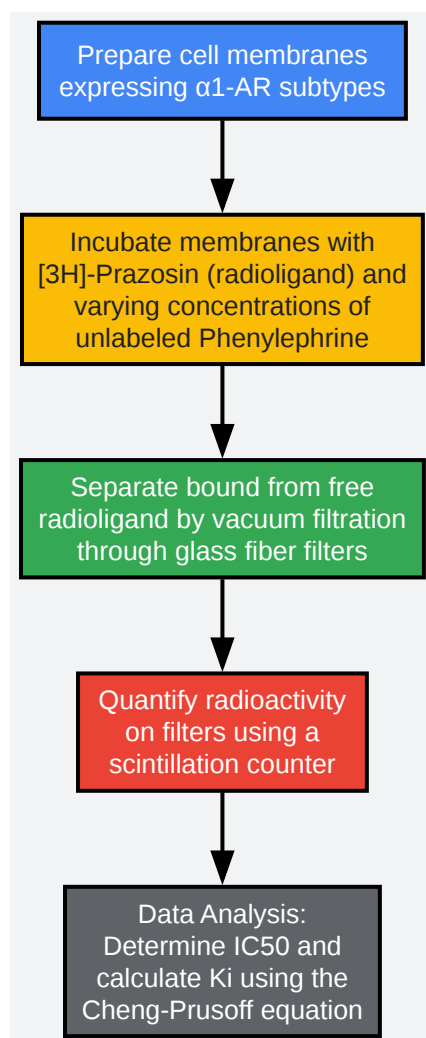 Prepare cell membranes
expressing α1-AR subtypes
Incubate membranes with
[3H]-Prazosin (radioligand) and
varying concentrations of
unlabeled Phenylephrine
Separate bound from free
radioligand by vacuum filtration
through glass fiber filters
Quantify radioactivity
on filters using a
scintillation counter
Data Analysis:
Determine IC50 and
calculate Ki using the
Cheng-Prusoff equation